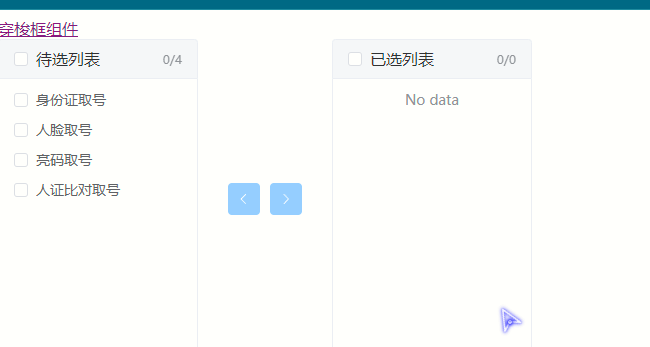 穿梭框组件
待选列表 0/4
身份证取号
人脸取号
亮码取号
人证比对取号
已选列表 0/0
No data